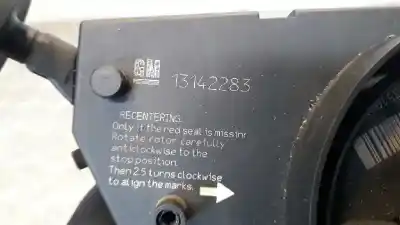 GM 13142283
RECENTERING.
Only if the red seal is missin
Rotate rotor carefully
anticlockwise to the
stop position.
Then 2.5 turns clockwise
to align the marks.